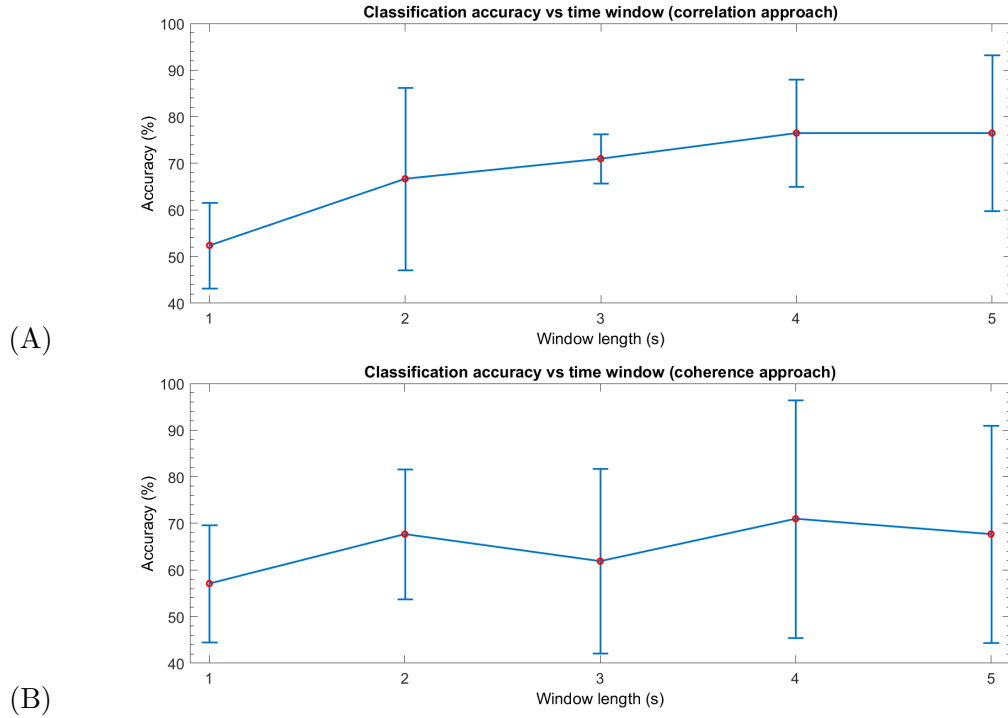 Classification accuracy vs time window (correlation approach)
100
90
80
70
60
50
40
Accuracy (%)
1 2 3 4 5
Window length (s)
(A)
Classification accuracy vs time window (coherence approach)
100
90
80
70
60
50
40
Accuracy (%)
1 2 3 4 5
Window length (s)
(B)